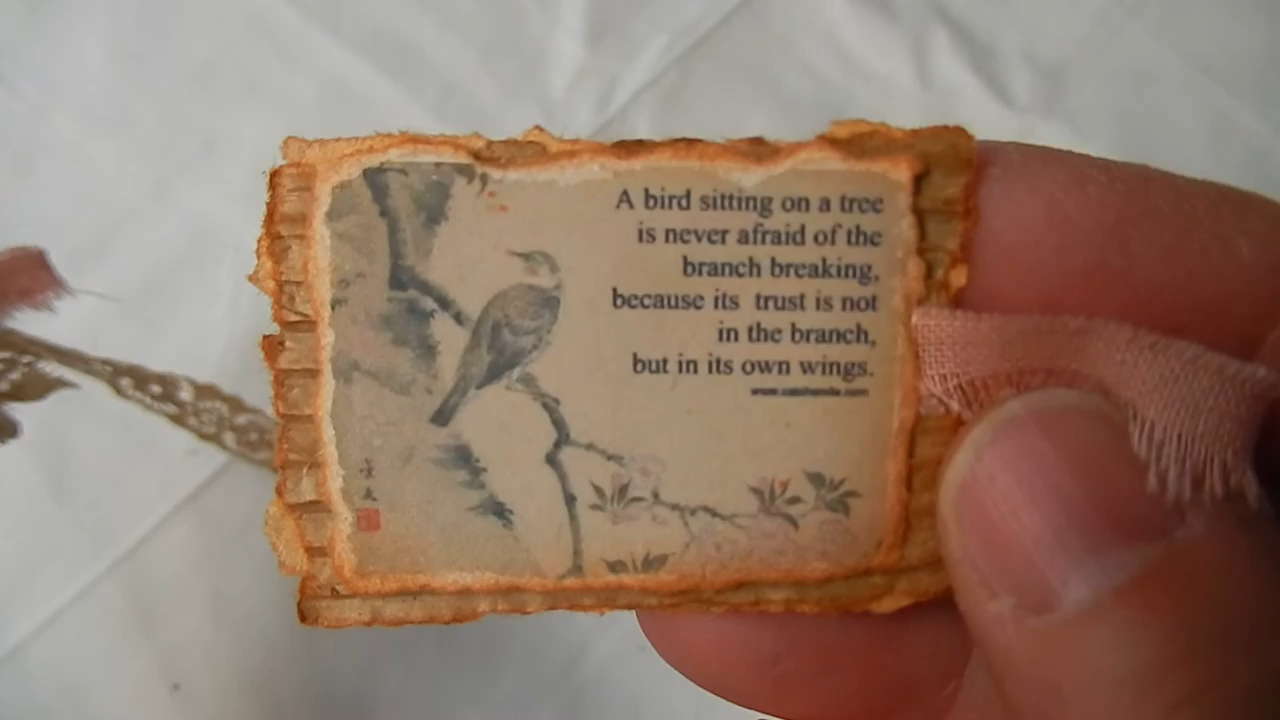 A bird sitting on a tree
is never afraid of the
branch breaking,
because its trust is not
in the branch,
but in its own wings.